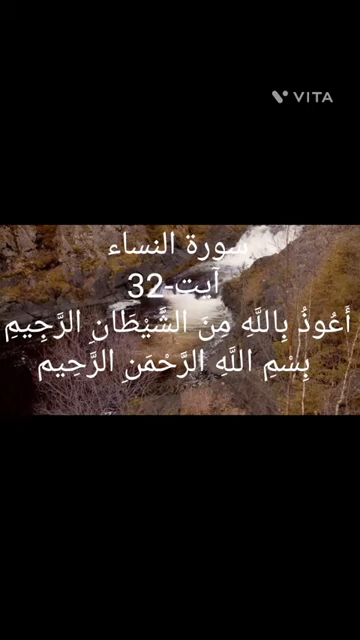 VITA
سورة النساء
آيت-32
أَعُوذُ بِاللَّهِ مِنَ الشَّيْطَانِ الرَّجِيمِ
بِسْمِ اللَّهِ الرَّحْمَنِ الرَّحِيم